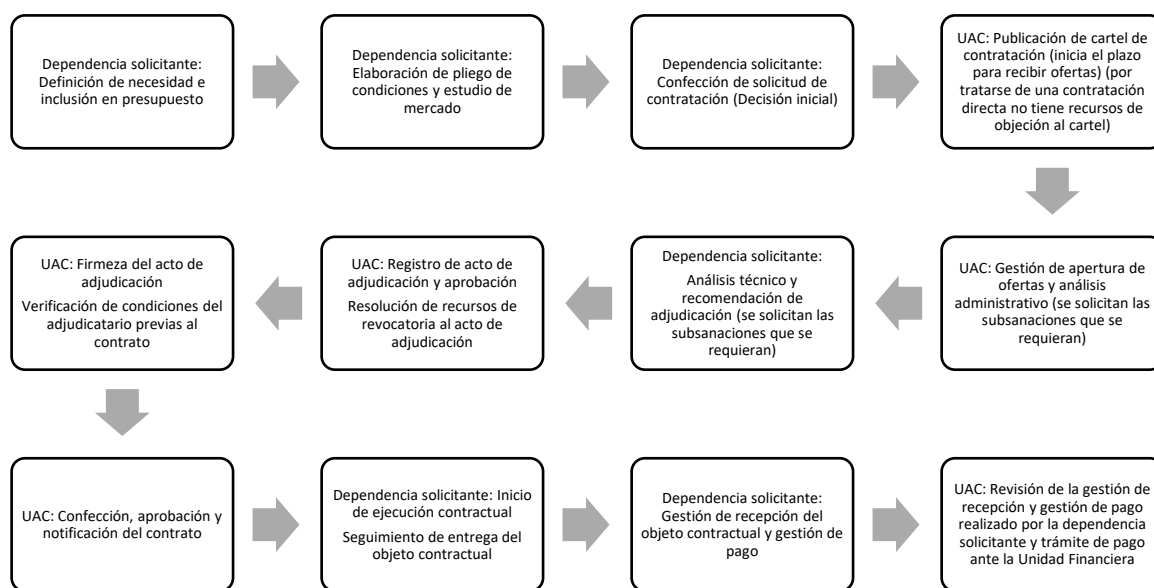 Dependencia solicitante:
Definición de necesidad e
inclusión en presupuesto
Dependencia solicitante:
Elaboración de pliego de
condiciones y estudio de
mercado
Dependencia solicitante:
Confección de solicitud de
contratación (Decisión inicial)
UAC: Publicación de cartel de
contratación (inicia el plazo
para recibir ofertas) (por
tratarse de una contratación
directa no tiene recursos de
objeción al cartel)
UAC: Gestión de apertura de
ofertas y análisis
administrativo (se solicitan las
subsanaciones que se
requieran)
Dependencia solicitante:
Análisis técnico y
recomendación de
adjudicación (se solicitan las
subsanaciones que se
requieran)
UAC: Registro de acto de
adjudicación y aprobación
Resolución de recursos de
revocatoria al acto de
adjudicación
UAC: Firmeza del acto de
adjudicación
Verificación de condiciones del
adjudicatario previas al
contrato
UAC: Confección, aprobación y
notificación del contrato
Dependencia solicitante: Inicio
de ejecución contractual
Seguimiento de entrega del
objeto contractual
Dependencia solicitante:
Gestión de recepción del
objeto contractual y gestión de
pago
UAC: Revisión de la gestión de
recepción y gestión de pago
realizado por la dependencia
solicitante y trámite de pago
ante la Unidad Financiera